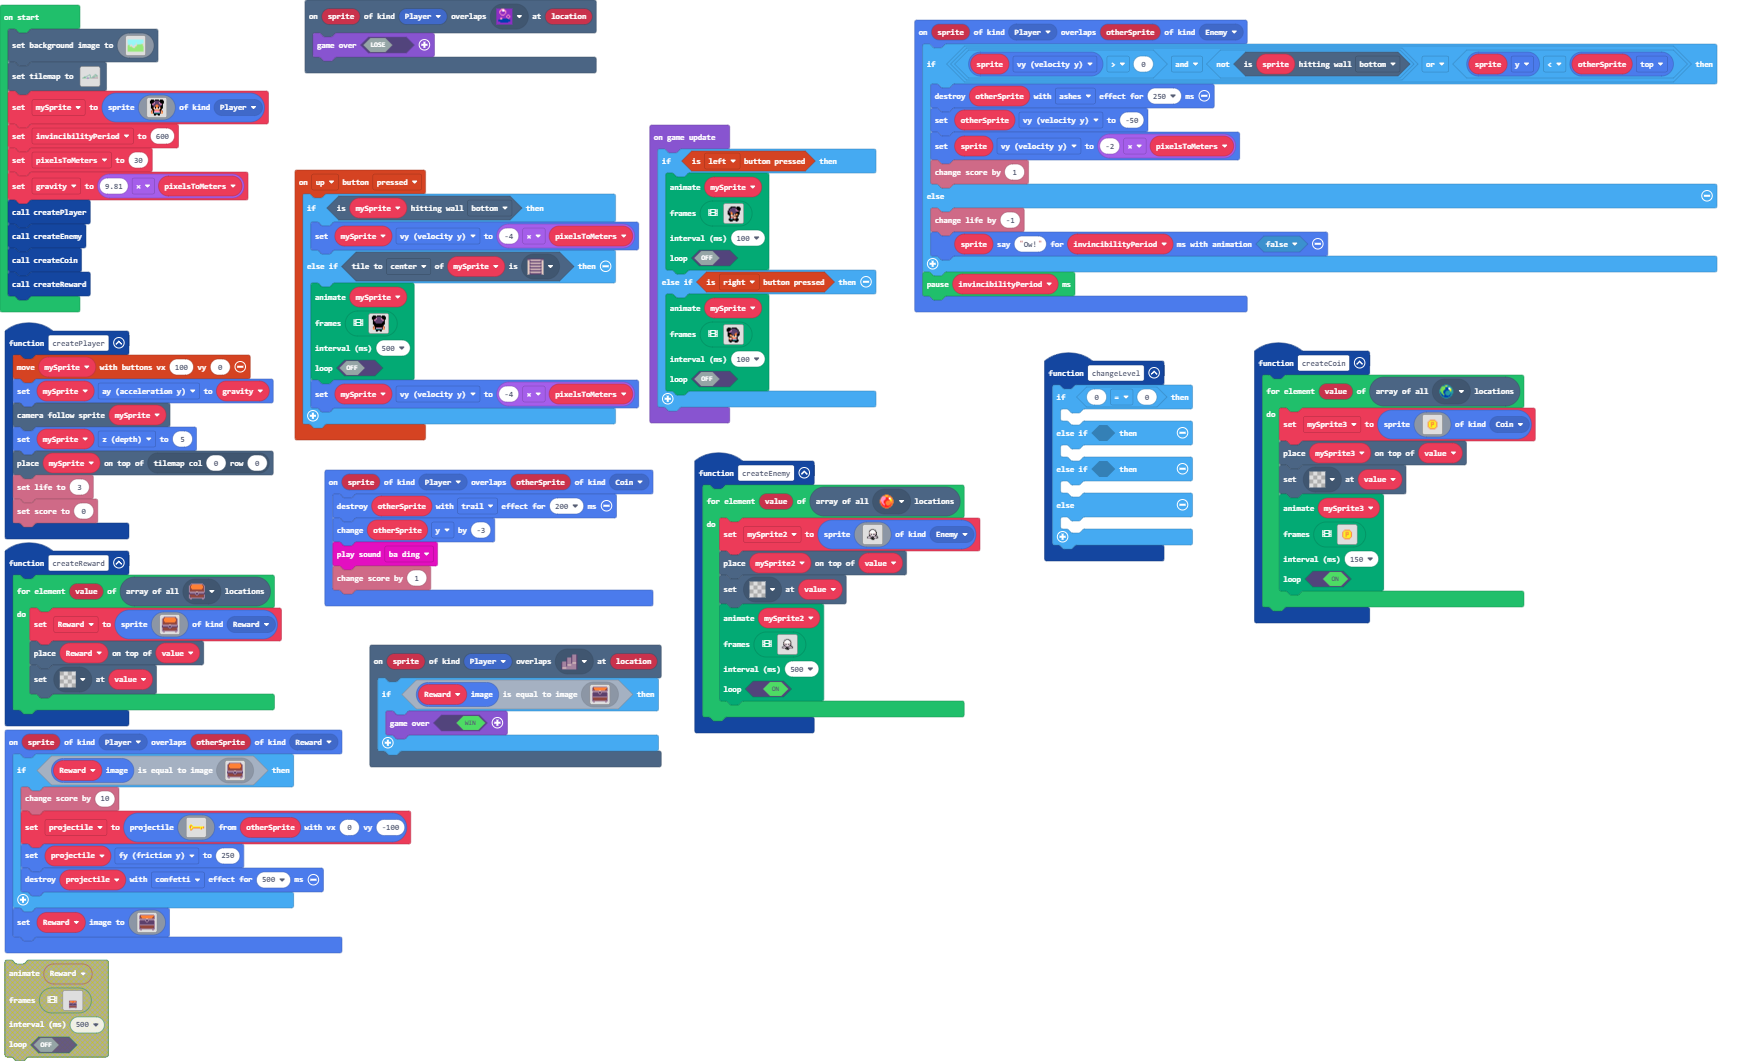 on start
set background image to
set tilemap to
set mySprite to sprite of kind Player
set invincibilityPeriod to 600
set pixelsToMeters to 30
set gravity to 9.81 × pixelsToMeters
call createPlayer
call createEnemy
call createCoin
call createReward
function createPlayer
move mySprite with buttons vx 100 vy 0
set mySprite ay (acceleration y) to gravity
camera follow sprite mySprite
set mySprite z (depth) to 5
place mySprite on top of tilemap col 0 row 0
set life to 3
set score to 0
function createReward
for element value of array of all locations
do
set Reward to sprite of kind Reward
place Reward on top of value
set at value
on sprite of kind Player overlaps otherSprite of kind Reward
if Reward image is equal to image then
change score by 10
set projectile to projectile from otherSprite with vx 0 vy -100
set projectile fy (friction y) to 250
destroy projectile with confetti effect for 500 ms
set Reward image to
animate Reward
frames
interval (ms) 500
loop OFF
on sprite of kind Player overlaps at location
game over LOSE
on up button pressed
if is mySprite hitting wall bottom then
set mySprite vy (velocity y) to -4 × pixelsToMeters
else if tile to center of mySprite is then
animate mySprite
frames
interval (ms) 500
loop OFF
set mySprite vy (velocity y) to -4 × pixelsToMeters
on sprite of kind Player overlaps otherSprite of kind Coin
destroy otherSprite with trail effect for 200 ms
change otherSprite y by -3
play sound ba ding
change score by 1
on sprite of kind Player overlaps at location
if Reward image is equal to image then
game over WIN
on game update
if is left button pressed then
animate mySprite
frames
interval (ms) 100
loop OFF
else if is right button pressed then
animate mySprite
frames
interval (ms) 100
loop OFF
function createEnemy
for element value of array of all locations
do
set mySprite2 to sprite of kind Enemy
place mySprite2 on top of value
set at value
animate mySprite2
frames
interval (ms) 500
loop ON
on sprite of kind Player overlaps otherSprite of kind Enemy
if sprite vy (velocity y) > 0 and not is sprite hitting wall bottom or sprite y < otherSprite top then
destroy otherSprite with ashes effect for 250 ms
set otherSprite vy (velocity y) to -50
set sprite vy (velocity y) to -2 × pixelsToMeters
change score by 1
else
change life by -1
sprite say "Ow!" for invincibilityPeriod ms with animation false
pause invincibilityPeriod ms
function changeLevel
if 0 = 0 then
else if then
else if then
else
function createCoin
for element value of array of all locations
do
set mySprite3 to sprite of kind Coin
place mySprite3 on top of value
set at value
animate mySprite3
frames
interval (ms) 150
loop ON